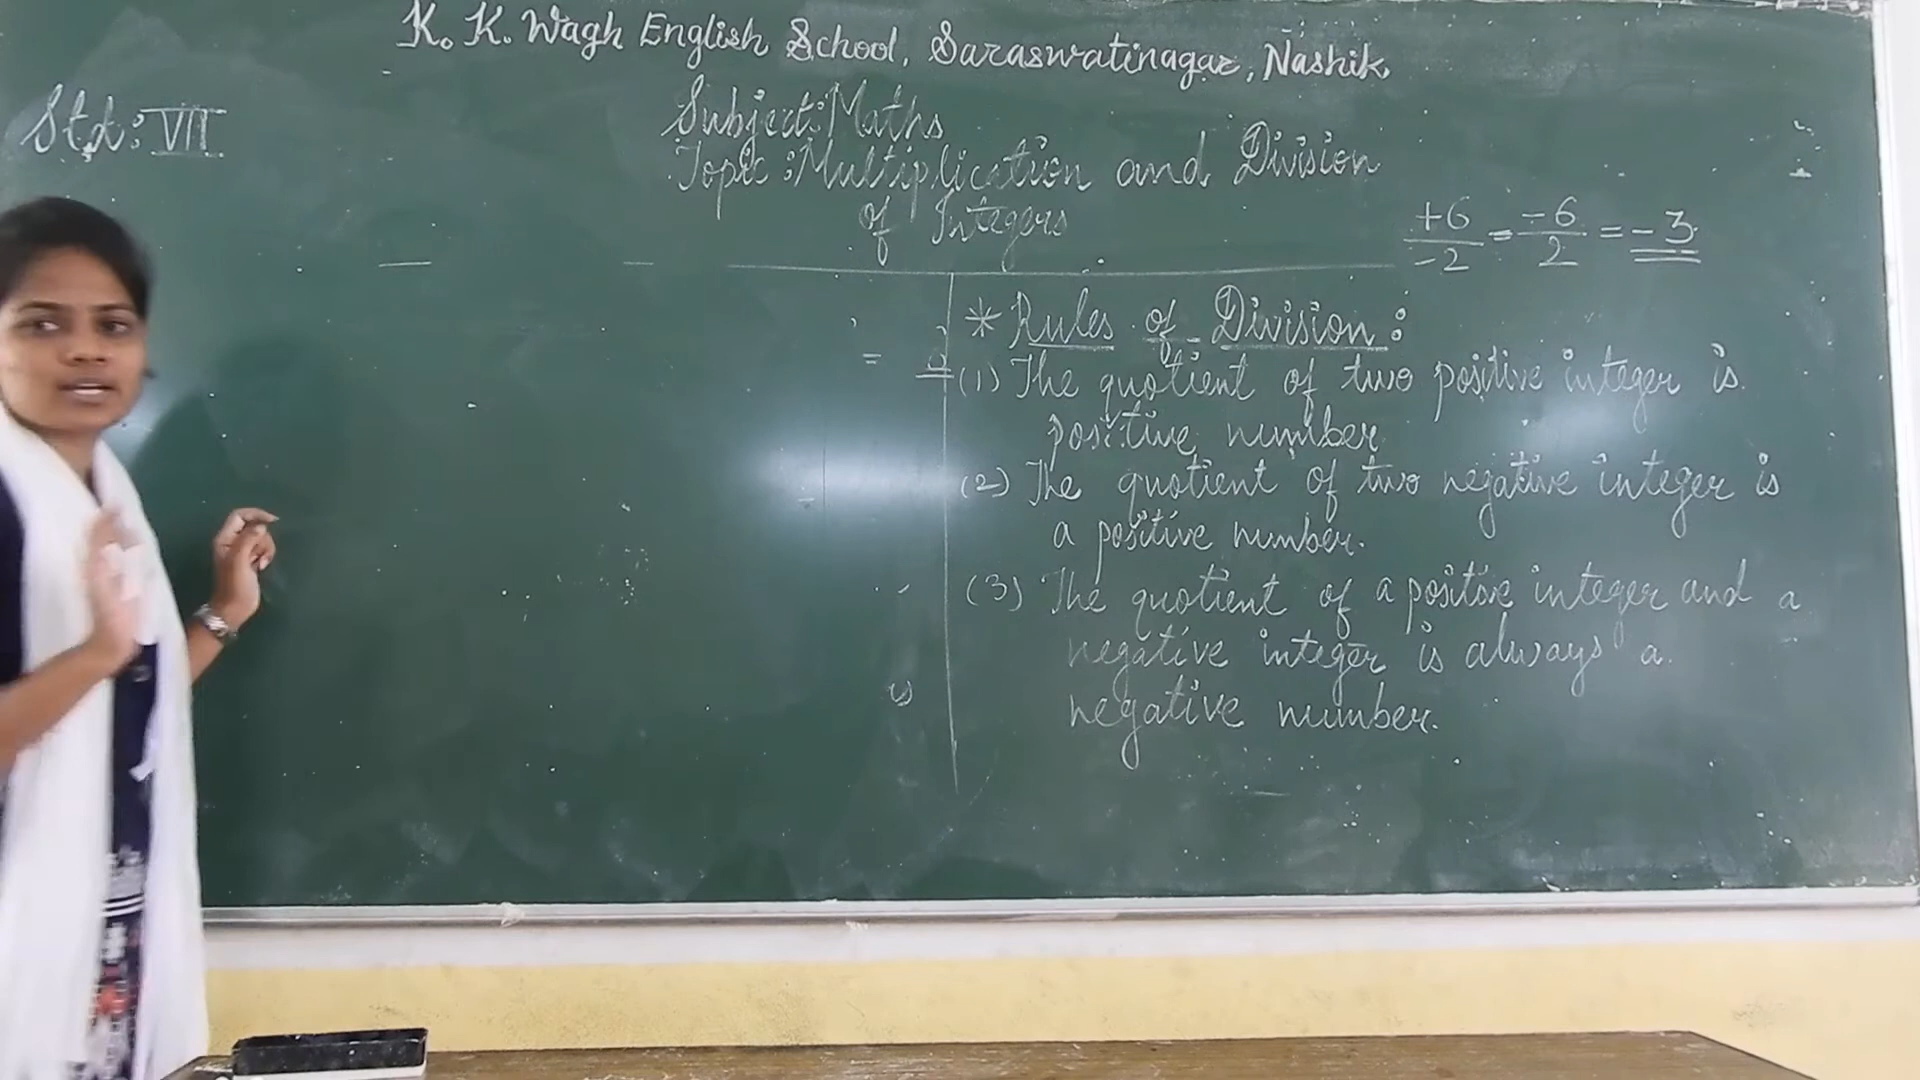 K. K. Wagh English School, Saraswatinagar, Nashik.
Std: VII
Subject: Maths
Topic: Multiplication and Division
of Integers
+6/-2 = -6/2 = -3
* Rules of Division:
(1) The quotient of two positive integer is
positive number
(2) The quotient of two negative integer is
a positive number.
(3) The quotient of a positive integer and a
negative integer is always a
negative number.